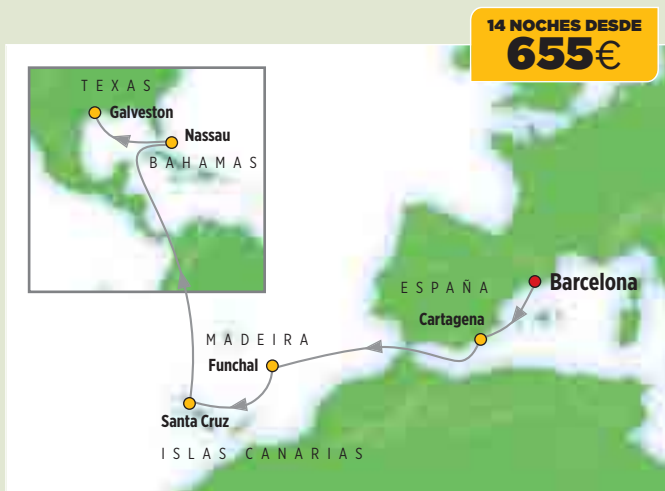 14 NOCHES DESDE
655€
TEXAS
Galveston
Nassau
BAHAMAS
ESPAÑA
Barcelona
Cartagena
MADEIRA
Funchal
Santa Cruz
ISLAS CANARIAS